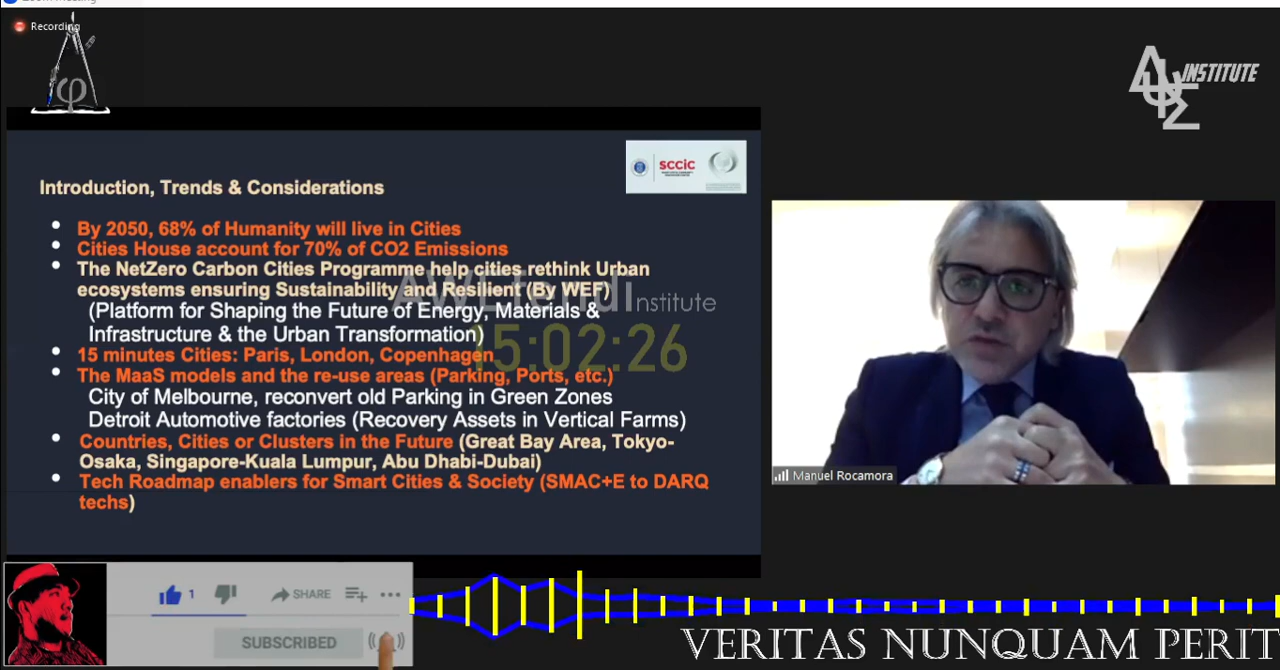 Recording
φ
INSTITUTE
sccic
Introduction, Trends & Considerations
By 2050, 68% of Humanity will live in Cities
Cities House account for 70% of CO2 Emissions
The NetZero Carbon Cities Programme help cities rethink Urban
ecosystems ensuring Sustainability and Resilient (By WEF)
(Platform for Shaping the Future of Energy, Materials &
Infrastructure & the Urban Transformation)
AWEfendi Institute
15:02:26
15 minutes Cities: Paris, London, Copenhagen
The MaaS models and the re-use areas (Parking, Ports, etc.)
City of Melbourne, reconvert old Parking in Green Zones
Detroit Automotive factories (Recovery Assets in Vertical Farms)
Countries, Cities or Clusters in the Future (Great Bay Area, Tokyo-
Osaka, Singapore-Kuala Lumpur, Abu Dhabi-Dubai)
Tech Roadmap enablers for Smart Cities & Society (SMAC+E to DARQ
techs)
Manuel Rocamora
1
SHARE
SUBSCRIBED
VERITAS NUNQUAM PERIT